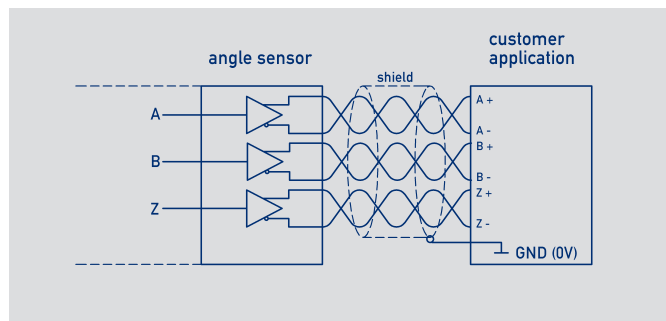 customer
angle sensor
application
shield
A
A +
A -
B
B +
B -
Z
Z +
Z -
GND (0V)